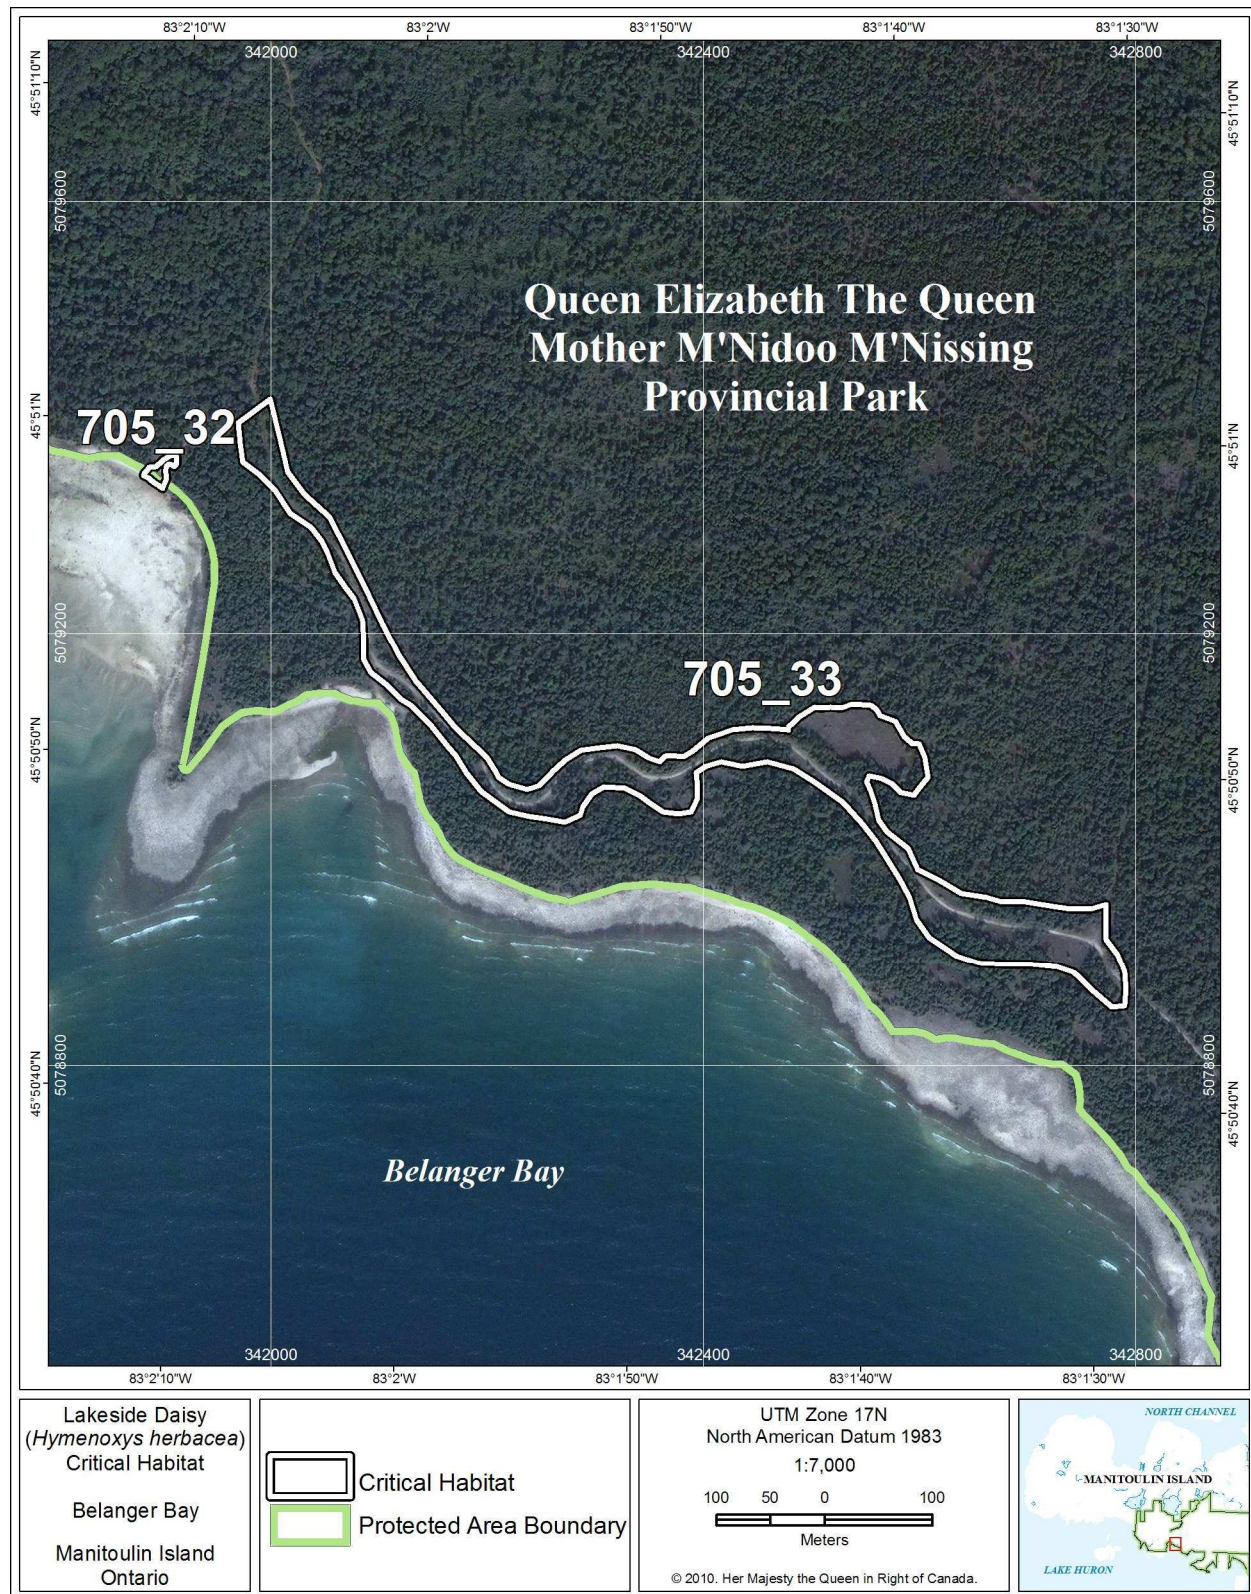 83°2'10"W 83°2'W 83°1'50"W 83°1'40"W 83°1'30"W
342000 342400 342800
45°51'10"N
45°51'10"N
5079600
5079600
Queen Elizabeth The Queen
Mother M'Nidoo M'Nissing
Provincial Park
45°51'N
705_32
45°51'N
5079200
5079200
705_33
45°50'50"N
45°50'50"N
5078800
5078800
45°50'40"N
45°50'40"N
Belanger Bay
342000 342400 342800
83°2'10"W 83°2'W 83°1'50"W 83°1'40"W 83°1'30"W
Lakeside Daisy
(Hymenoxys herbacea)
Critical Habitat
Belanger Bay
Manitoulin Island
Ontario
Critical Habitat
Protected Area Boundary
UTM Zone 17N
North American Datum 1983
1:7,000
100 50 0 100
Meters
© 2010. Her Majesty the Queen in Right of Canada.
NORTH CHANNEL
MANITOULIN ISLAND
LAKE HURON